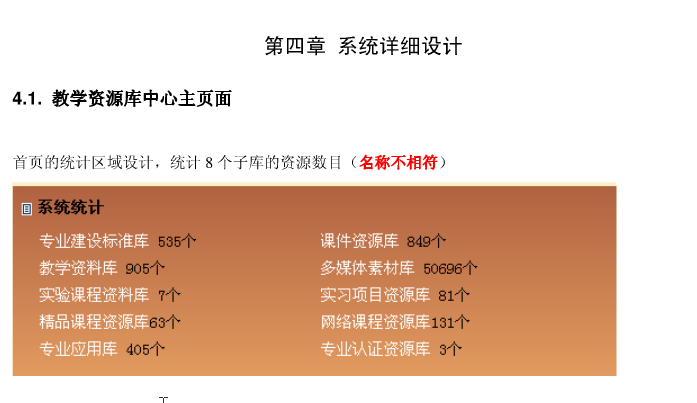 第四章 系统详细设计
4.1. 教学资源库中心主页面
首页的统计区域设计，统计 8 个子库的资源数目（名称不相符）
系统统计
专业建设标准库 535个 课件资源库 849个
教学资料库 905个 多媒体素材库 50696个
实验课程资料库 7个 实习项目资源库 81个
精品课程资源库63个 网络课程资源库131个
专业应用库 405个 专业认证资源库 3个